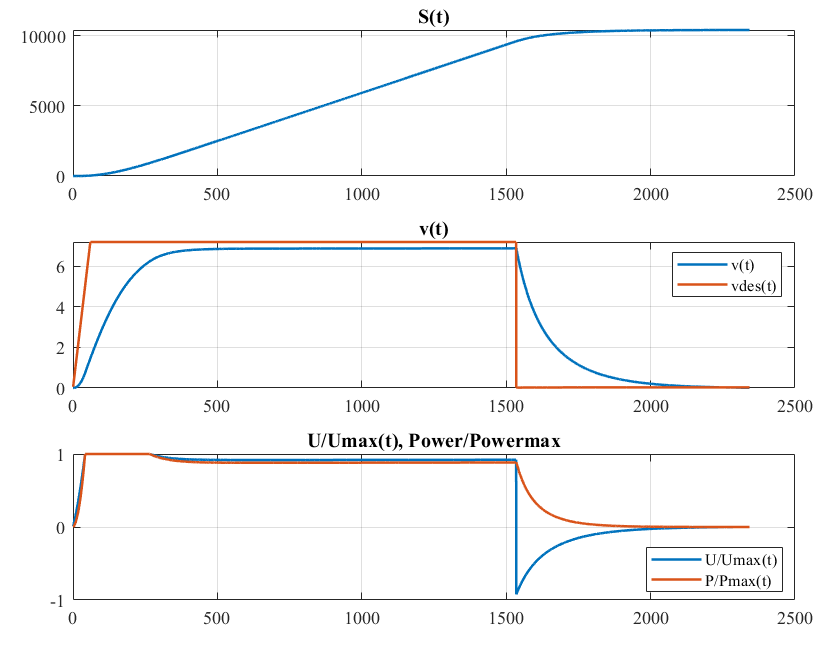 S(t)
10000
5000
0
0 500 1000 1500 2000 2500
v(t)
6
4
2
0
v(t)
vdes(t)
0 500 1000 1500 2000 2500
U/Umax(t), Power/Powermax
1
0
-1
U/Umax(t)
P/Pmax(t)
0 500 1000 1500 2000 2500